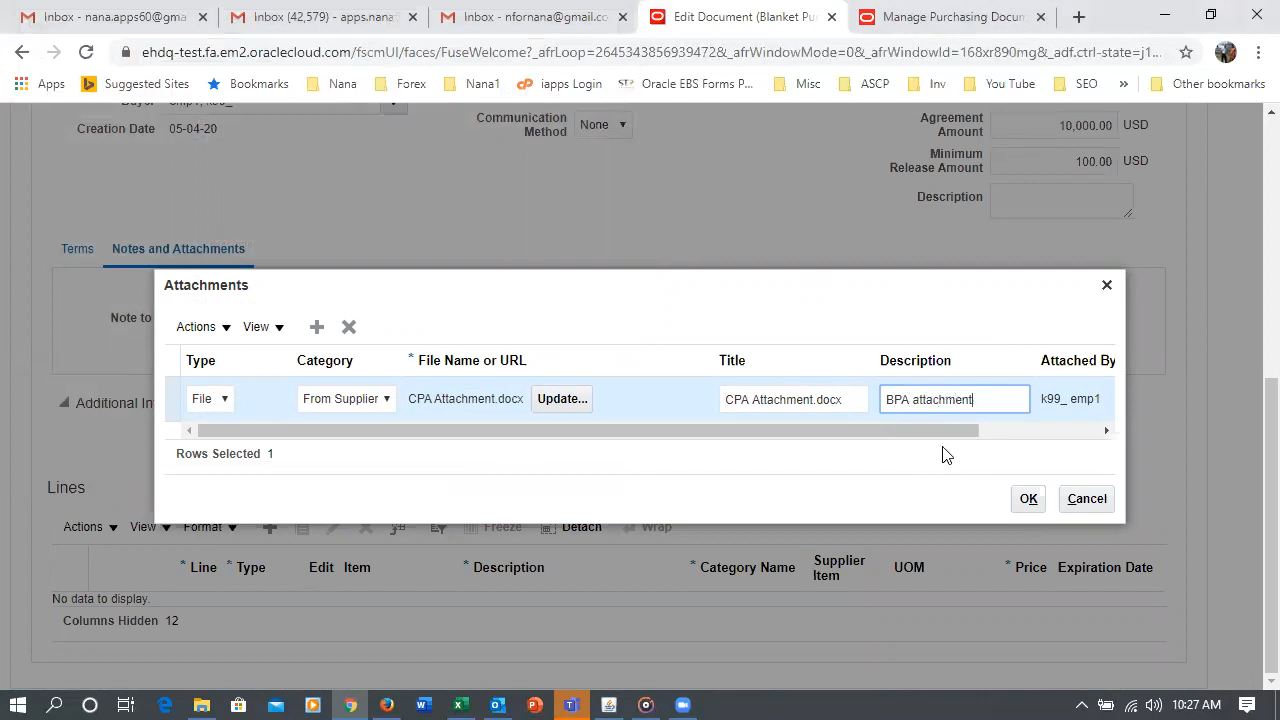 Inbox - nana.apps60@gma
Inbox (42,579) - apps.nana5
Inbox - nfornana@gmail.co
Edit Document (Blanket Pu
Manage Purchasing Docum
ehdq-test.fa.em2.oraclecloud.com/fscmUI/faces/FuseWelcome?_afrLoop=26453438569394728&_afrWindowMode=0&_afrWindowId=168xr890mg&_adf.ctrl-state=j1...
Apps
Suggested Sites
Bookmarks
Nana
Forex
Nana1
iapps Login
Oracle EBS Forms P...
Misc
ASCP
Inv
You Tube
SEO
»
Other bookmarks
Creation Date 05-04-20
Communication
Method
None
Agreement
Amount
10,000.00 USD
Minimum
Release Amount
100.00 USD
Description
Terms
Notes and Attachments
Note to
Additional In
Attachments
Actions
View
Type
Category
* File Name or URL
Title
Description
Attached By
File
From Supplier
CPA Attachment.docx
Update...
CPA Attachment.docx
BPA attachment
k99_ emp1
Rows Selected 1
OK
Cancel
Lines
Actions
View
Format
Freeze
Detach
Wrap
* Line
* Type
Edit
Item
* Description
* Category Name
Supplier
Item
UOM
* Price
Expiration Date
No data to display.
Columns Hidden 12
10:27 AM